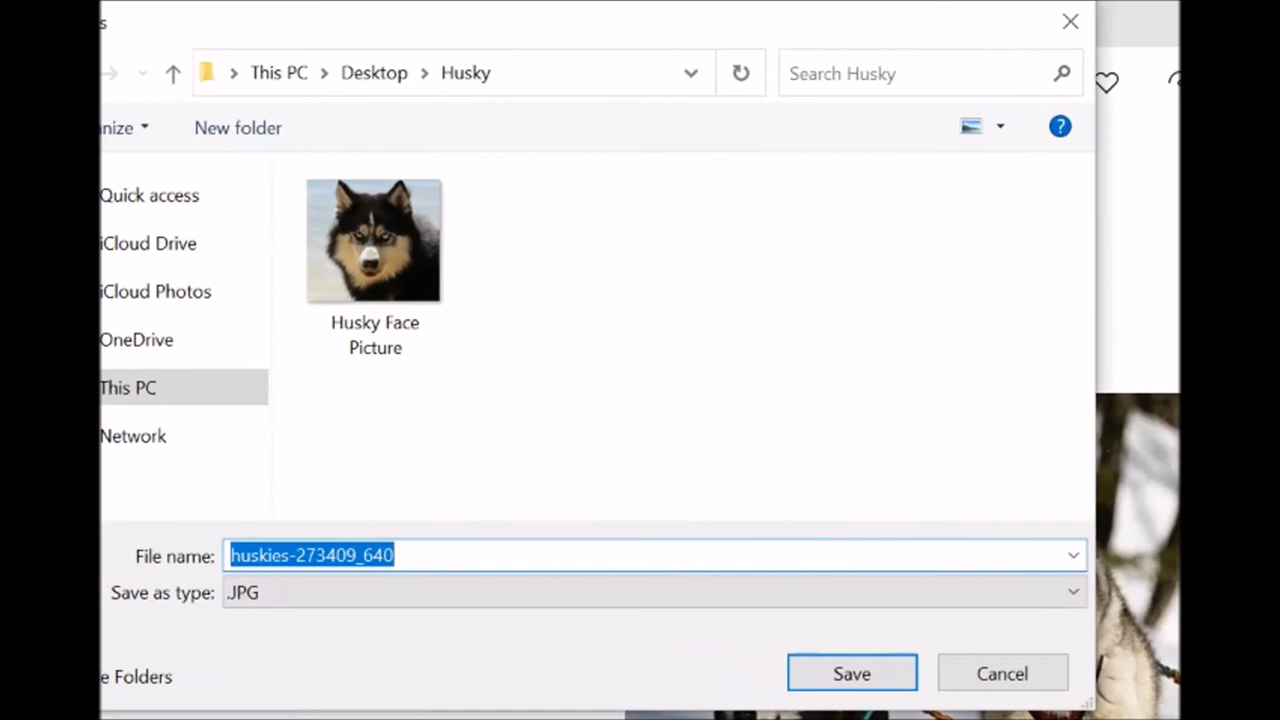 s
This PC > Desktop > Husky
Search Husky
nize
New folder
?
Quick access
iCloud Drive
iCloud Photos
OneDrive
This PC
Network
Husky Face
Picture
File name: huskies-273409_640
Save as type: .JPG
e Folders
Save
Cancel